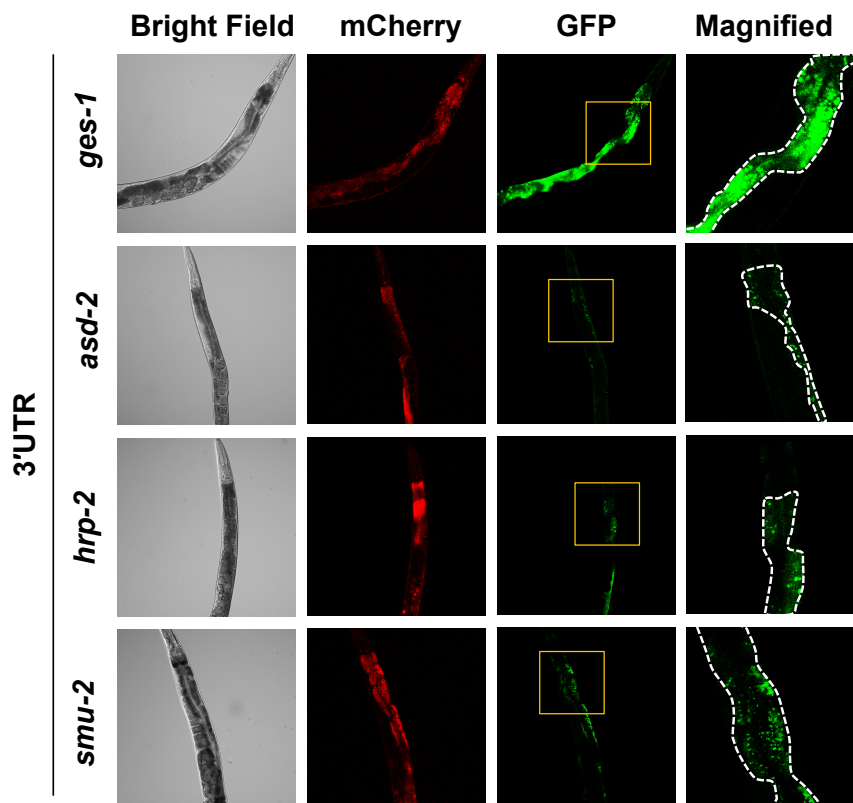 Bright Field mCherry GFP Magnified
3'UTR
ges-1
asd-2
hrp-2
smu-2